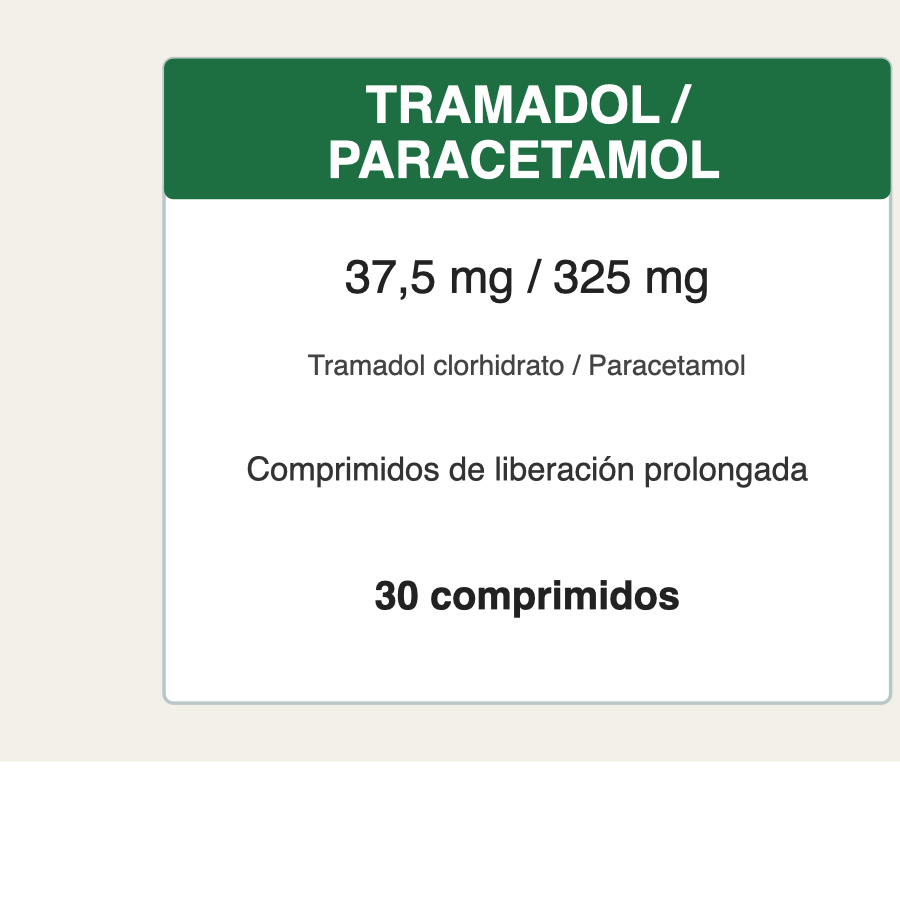 TRAMADOL /
PARACETAMOL
37,5 mg / 325 mg
Tramadol clorhidrato / Paracetamol
Comprimidos de liberación prolongada
30 comprimidos